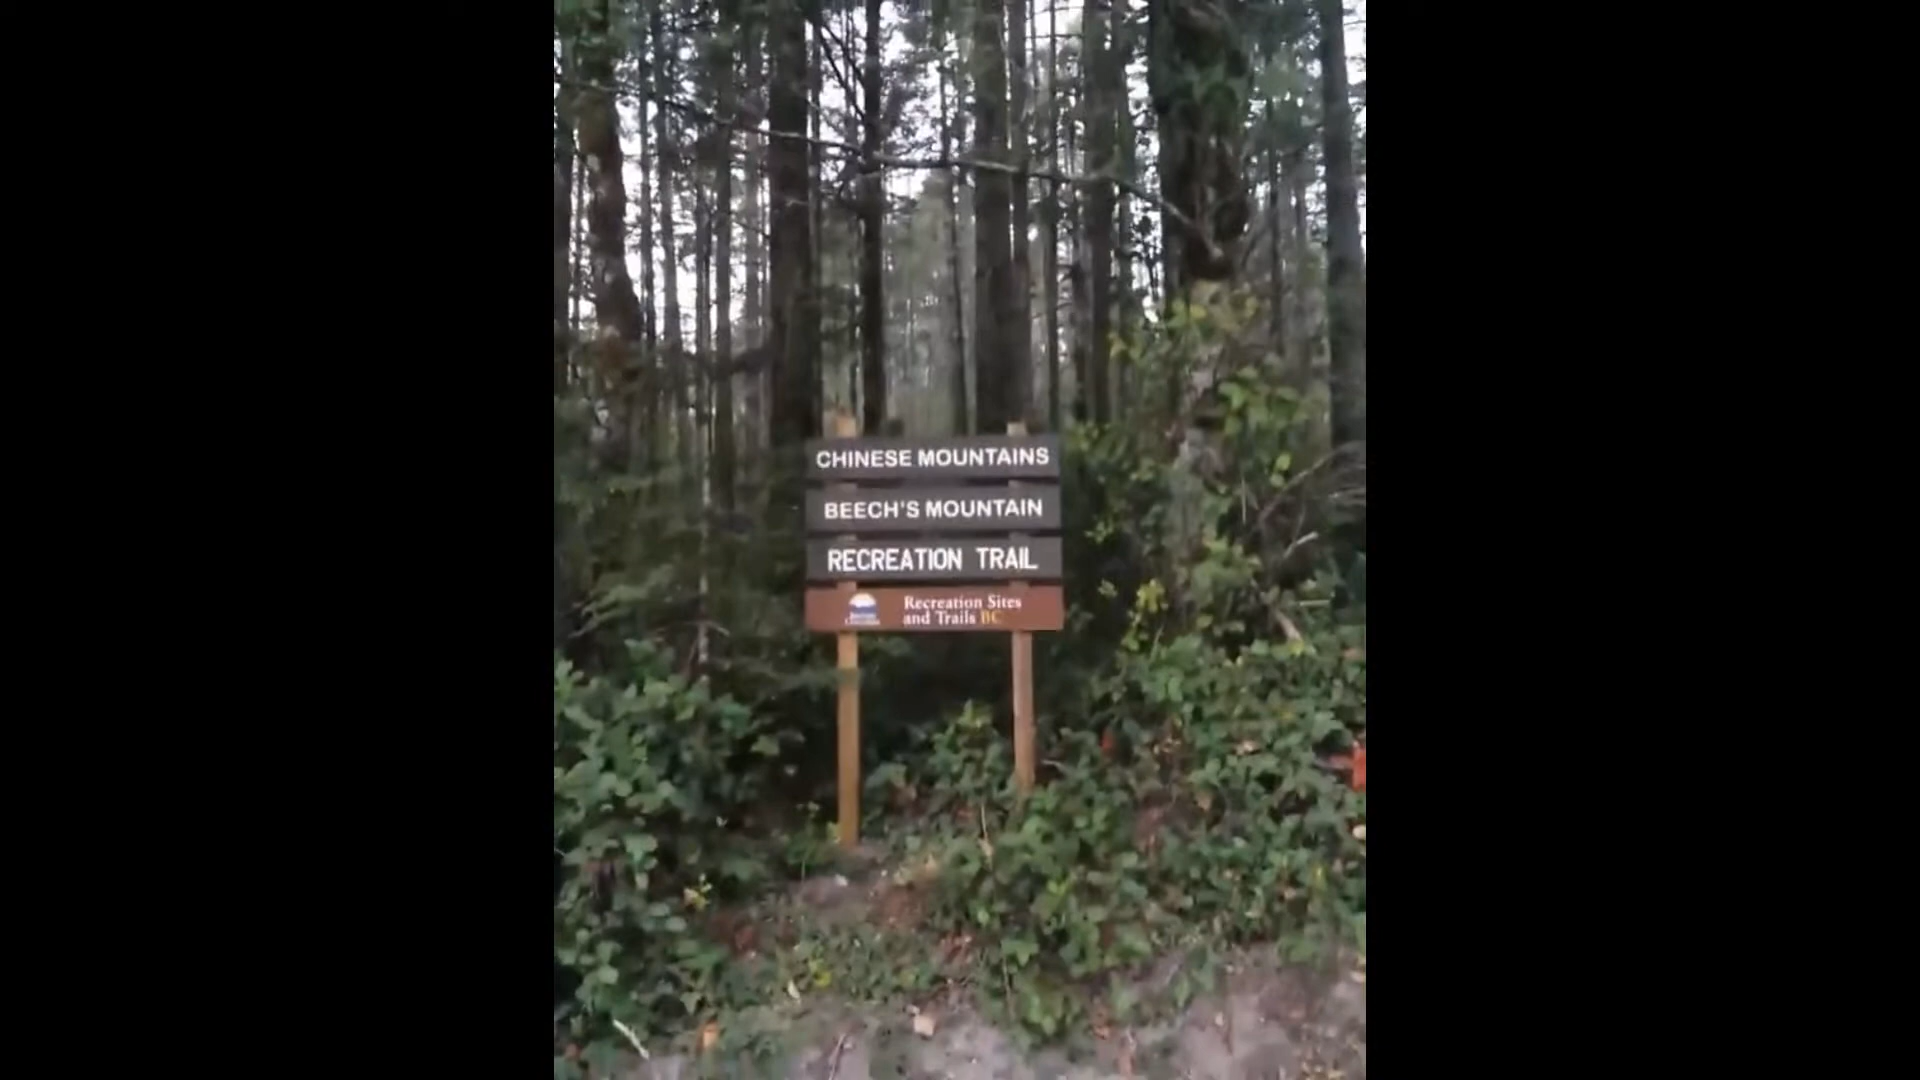 CHINESE MOUNTAINS
BEECH'S MOUNTAIN
RECREATION TRAIL
Recreation Sites
and Trails BC